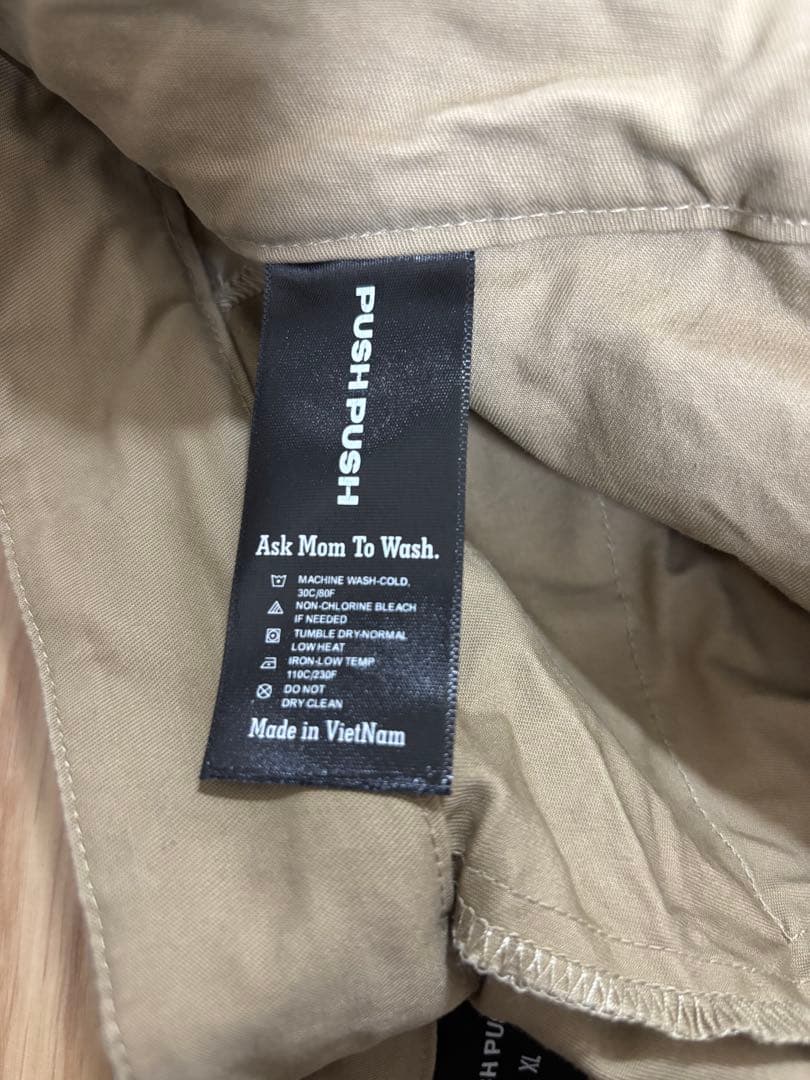 PUSH PUSH
Ask Mom To Wash.
MACHINE WASH-COLD,
30C/80F
NON-CHLORINE BLEACH
IF NEEDED
TUMBLE DRY-NORMAL
LOW HEAT
IRON-LOW TEMP
110C/230F
DO NOT
DRY CLEAN
Made in VietNam
H PU
XL